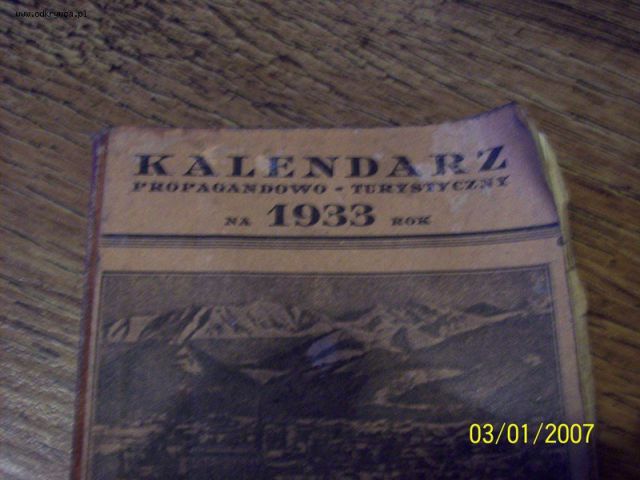 www.odkrywca.pl
KALENDARZ
PROPAGANDOWO - TURYSTYCZNY
NA 1933 ROK
03/01/2007